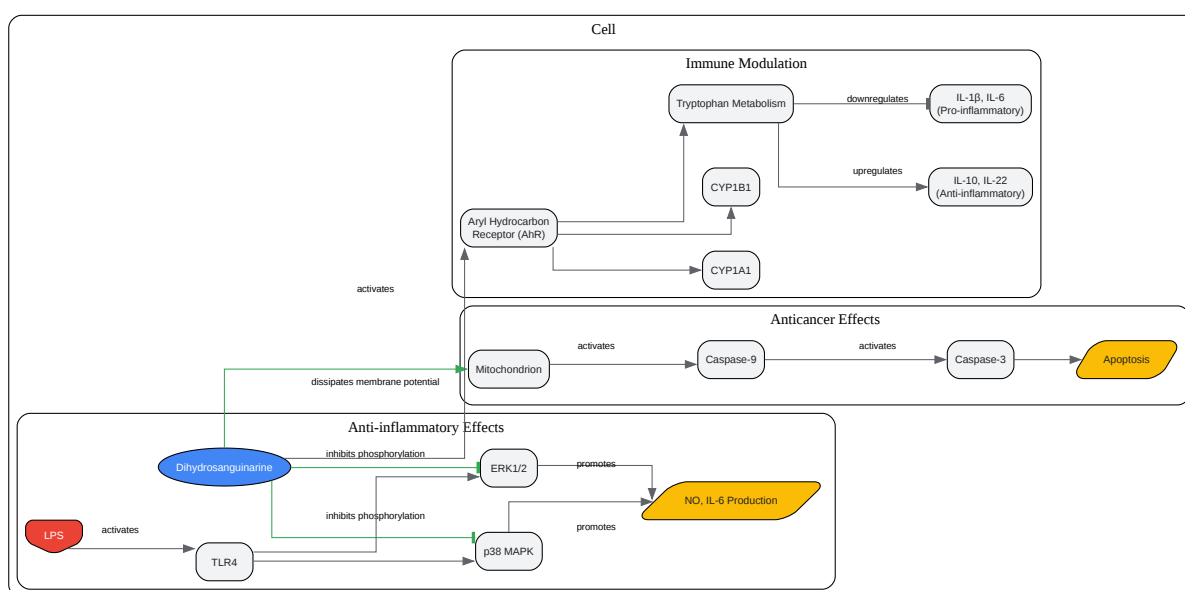 Cell
Immune Modulation
Tryptophan Metabolism
downregulates
IL-1β, IL-6
(Pro-inflammatory)
upregulates
IL-10, IL-22
(Anti-inflammatory)
CYP1B1
Aryl Hydrocarbon
Receptor (AhR)
CYP1A1
activates
Anticancer Effects
Mitochondrion
activates
Caspase-9
activates
Caspase-3
Apoptosis
dissipates membrane potential
Anti-inflammatory Effects
Dihydrosanguinarine
inhibits phosphorylation
ERK1/2
promotes
NO, IL-6 Production
inhibits phosphorylation
promotes
LPS
activates
TLR4
p38 MAPK